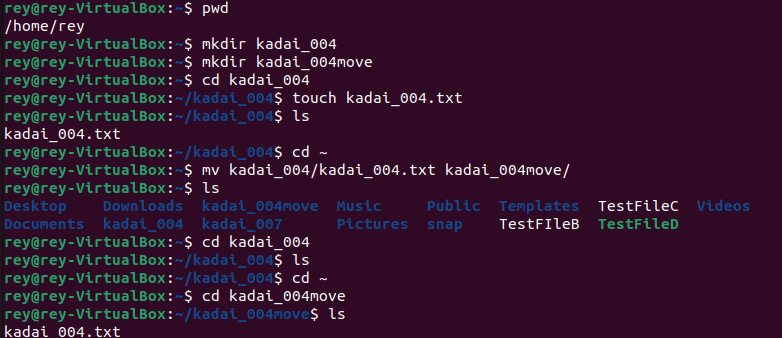 rey@rey-VirtualBox:~$ pwd
/home/rey
rey@rey-VirtualBox:~$ mkdir kadai_004
rey@rey-VirtualBox:~$ mkdir kadai_004move
rey@rey-VirtualBox:~$ cd kadai_004
rey@rey-VirtualBox:~/kadai_004$ touch kadai_004.txt
rey@rey-VirtualBox:~/kadai_004$ ls
kadai_004.txt
rey@rey-VirtualBox:~/kadai_004$ cd ~
rey@rey-VirtualBox:~$ mv kadai_004/kadai_004.txt kadai_004move/
rey@rey-VirtualBox:~$ ls
Desktop    Downloads  kadai_004move  Music     Public  Templates  TestFileC  Videos
Documents  kadai_004  kadai_007      Pictures  snap    TestFIleB  TestFileD
rey@rey-VirtualBox:~$ cd kadai_004
rey@rey-VirtualBox:~/kadai_004$ ls
rey@rey-VirtualBox:~/kadai_004$ cd ~
rey@rey-VirtualBox:~$ cd kadai_004move
rey@rey-VirtualBox:~/kadai_004move$ ls
kadai_004.txt